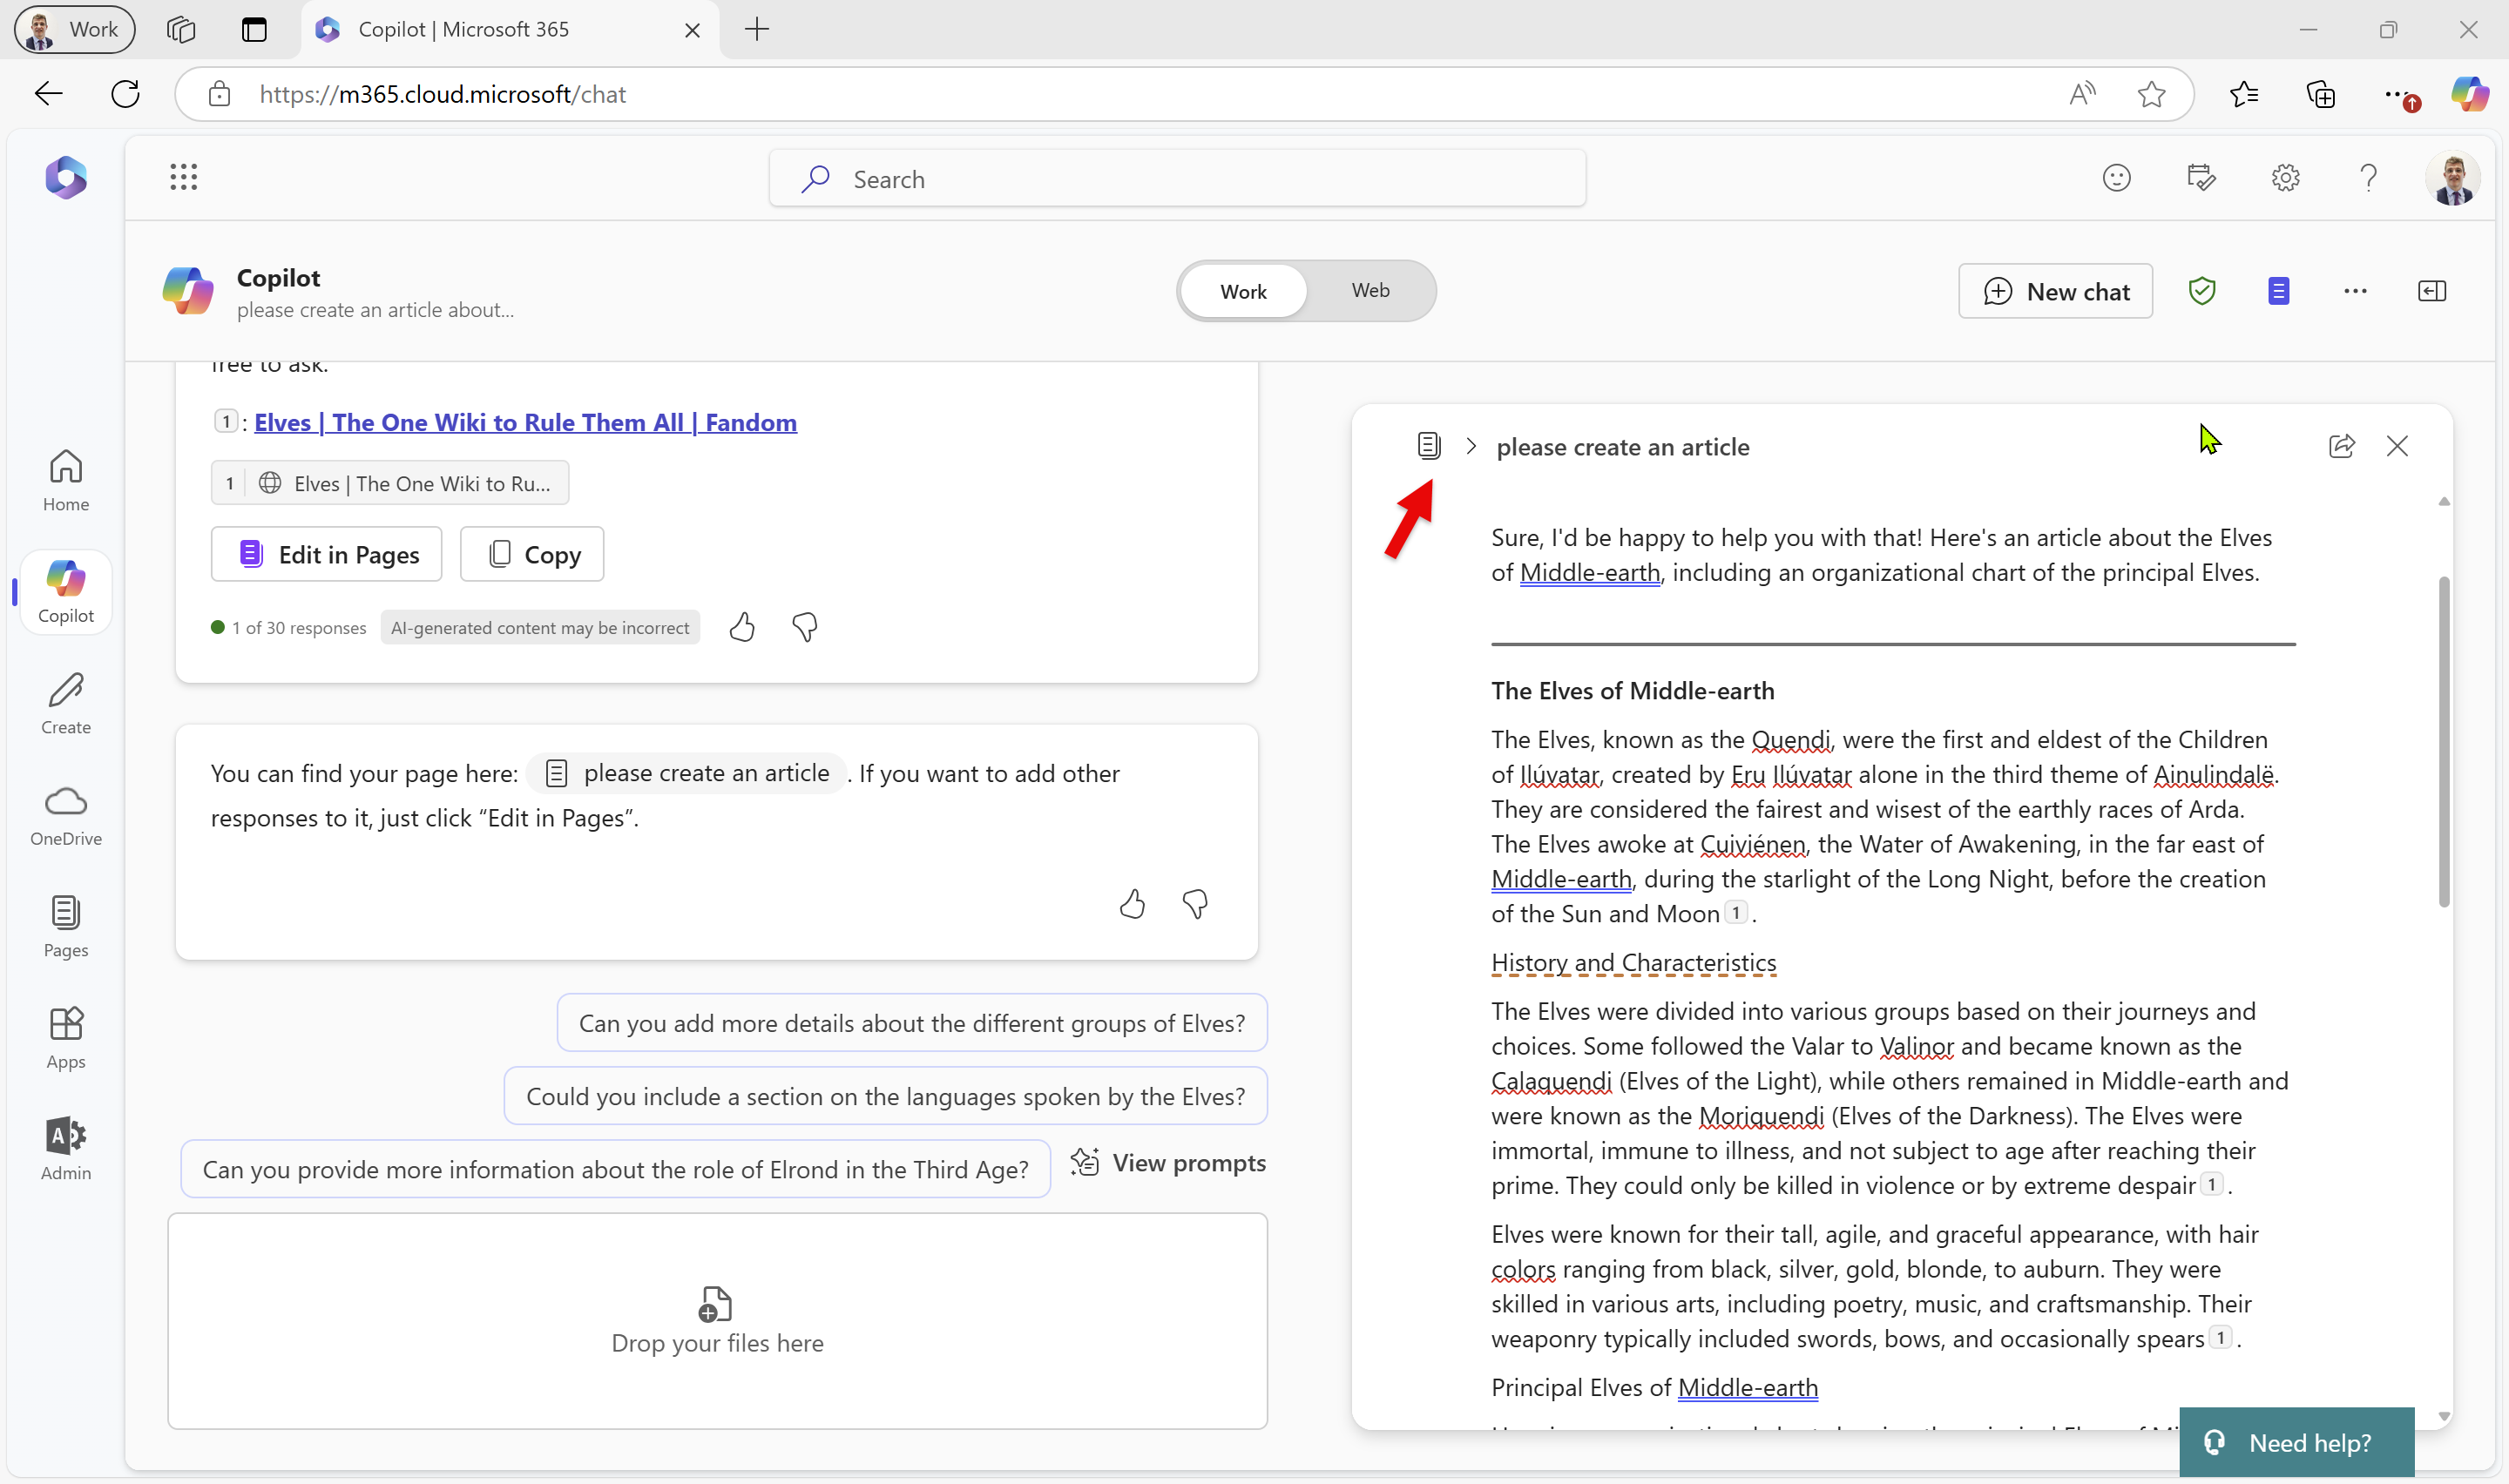 Work
Copilot | Microsoft 365
https://m365.cloud.microsoft/chat
Search
Copilot
please create an article about...
Work
Web
New chat
Home
Copilot
Create
OneDrive
Pages
Apps
Admin
free to ask.
1 : Elves | The One Wiki to Rule Them All | Fandom
1 Elves | The One Wiki to Ru...
Edit in Pages
Copy
1 of 30 responses
AI-generated content may be incorrect
You can find your page here: please create an article . If you want to add other
responses to it, just click “Edit in Pages”.
Can you add more details about the different groups of Elves?
Could you include a section on the languages spoken by the Elves?
Can you provide more information about the role of Elrond in the Third Age?
View prompts
Drop your files here
please create an article
Sure, I'd be happy to help you with that! Here's an article about the Elves
of Middle-earth, including an organizational chart of the principal Elves.
The Elves of Middle-earth
The Elves, known as the Quendi, were the first and eldest of the Children
of Ilúvatar, created by Eru Ilúvatar alone in the third theme of Ainulindalë.
They are considered the fairest and wisest of the earthly races of Arda.
The Elves awoke at Cuiviénen, the Water of Awakening, in the far east of
Middle-earth, during the starlight of the Long Night, before the creation
of the Sun and Moon 1 .
History and Characteristics
The Elves were divided into various groups based on their journeys and
choices. Some followed the Valar to Valinor and became known as the
Calaquendi (Elves of the Light), while others remained in Middle-earth and
were known as the Moriquendi (Elves of the Darkness). The Elves were
immortal, immune to illness, and not subject to age after reaching their
prime. They could only be killed in violence or by extreme despair 1 .
Elves were known for their tall, agile, and graceful appearance, with hair
colors ranging from black, silver, gold, blonde, to auburn. They were
skilled in various arts, including poetry, music, and craftsmanship. Their
weaponry typically included swords, bows, and occasionally spears 1 .
Principal Elves of Middle-earth
Need help?